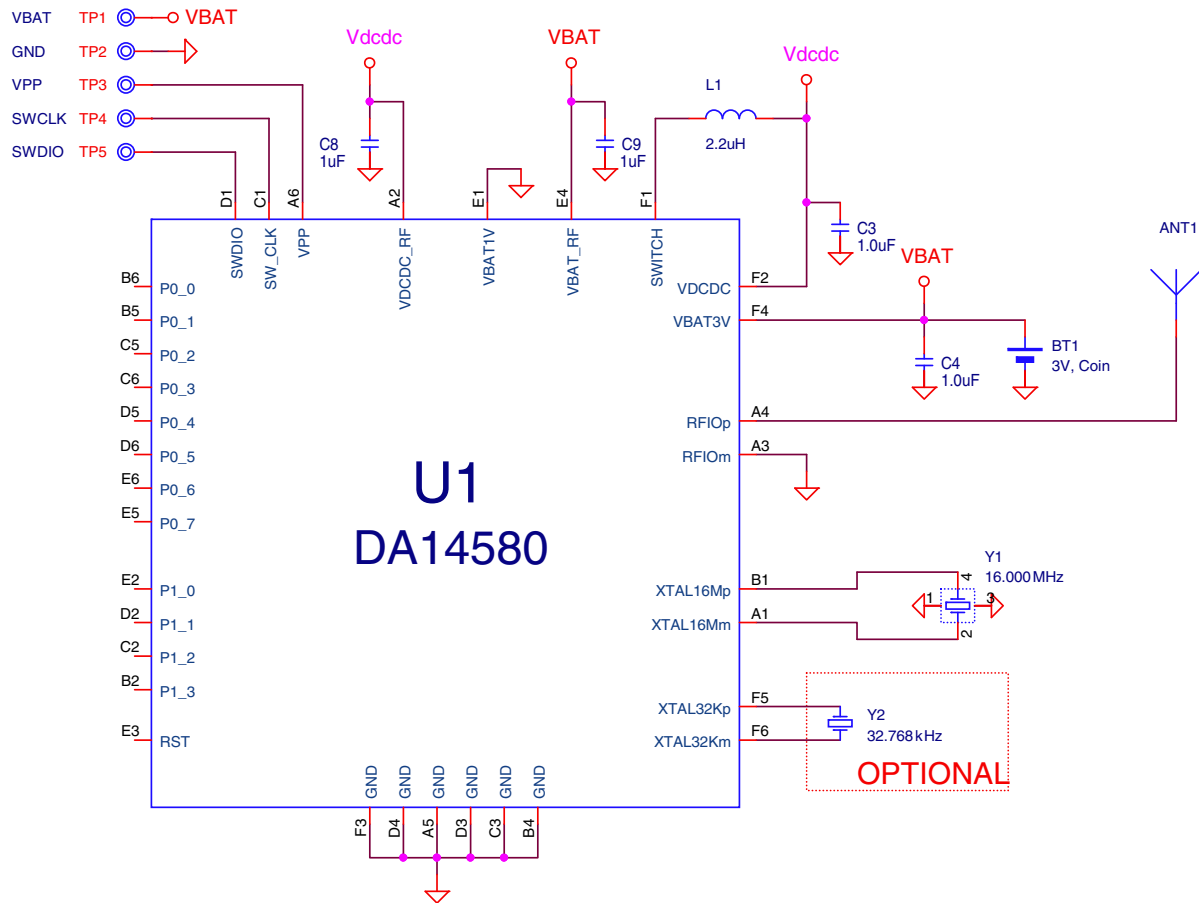 VBAT TP1 VBAT
GND TP2
VPP TP3
SWCLK TP4
SWDIO TP5
Vdcdc
C8
1uF
VBAT
C9
1uF
L1
2.2uH
Vdcdc
C3
1.0uF
VBAT
C4
1.0uF
BT1
3V, Coin
ANT1
D1 SWDIO
C1 SW_CLK
A6 VPP
A2 VDCDC_RF
E1 VBAT1V
E4 VBAT_RF
F1 SWITCH
B6 P0_0
B5 P0_1
C5 P0_2
C6 P0_3
D5 P0_4
D6 P0_5
E6 P0_6
E5 P0_7
E2 P1_0
D2 P1_1
C2 P1_2
B2 P1_3
E3 RST
U1
DA14580
VDCDC F2
VBAT3V F4
RFIOp A4
RFIOm A3
XTAL16Mp B1
XTAL16Mm A1
XTAL32Kp F5
XTAL32Km F6
Y1
16.000MHz
4
1 3
2
Y2
32.768kHz
OPTIONAL
GND F3
GND D4
GND A5
GND D3
GND C3
GND B4